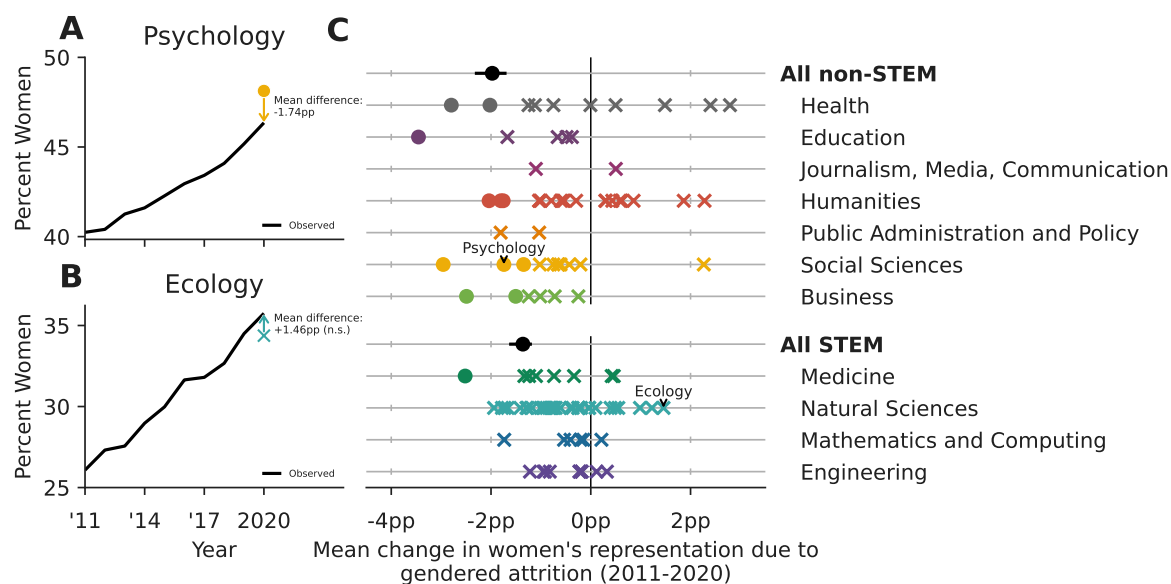 A
Psychology
50
45
40
Percent Women
Mean difference:
-1.74pp
Observed
B
Ecology
35
30
25
Percent Women
Mean difference:
+1.46pp (n.s.)
Observed
'11
'14
'17
2020
Year
C
All non-STEM
Health
Education
Journalism, Media, Communication
Humanities
Public Administration and Policy
Psychology
Social Sciences
Business
All STEM
Medicine
Ecology
Natural Sciences
Mathematics and Computing
Engineering
-4pp
-2pp
0pp
2pp
Mean change in women's representation due to
gendered attrition (2011-2020)